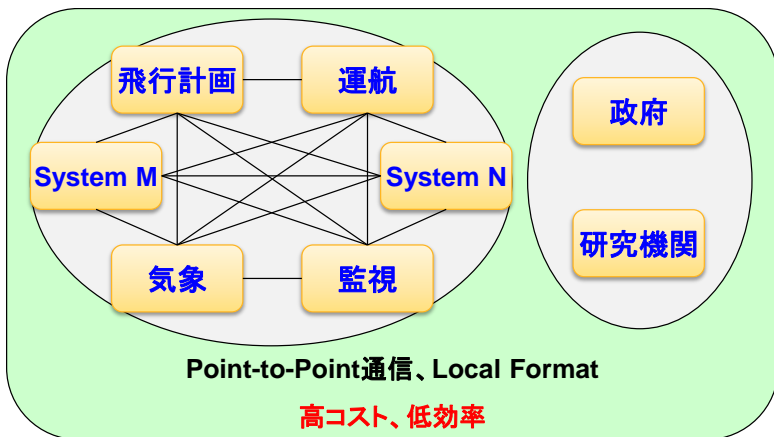 飛行計画
運航
政府
System M
System N
研究機関
気象
監視
Point-to-Point通信、Local Format
高コスト、低効率